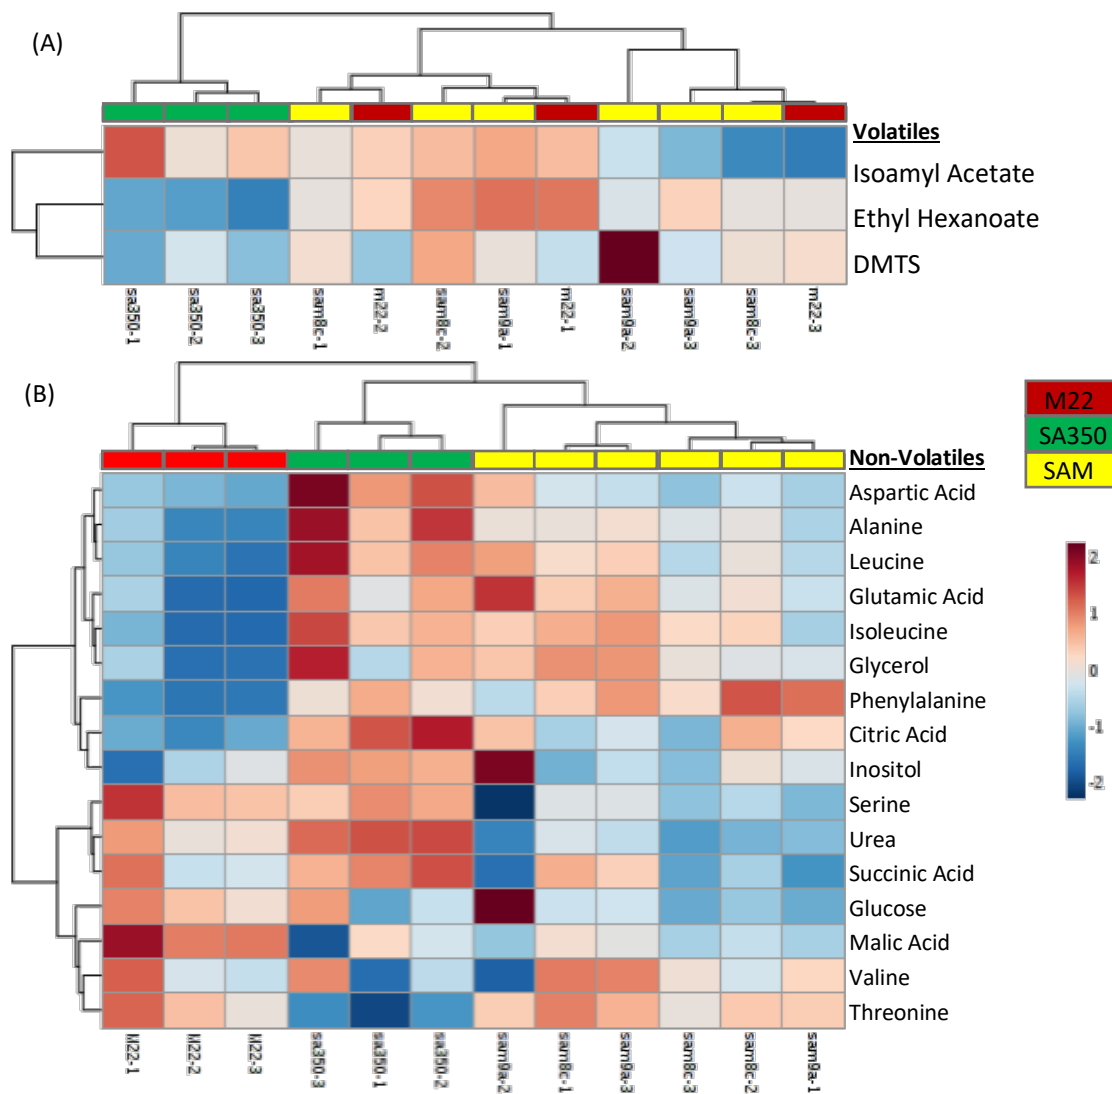 (A)
Volatiles
Isoamyl Acetate
Ethyl Hexanoate
DMTS
sa350-1
sa350-2
sa350-3
sam8c-1
m22-2
sam8c-2
sam9a-1
m22-1
sam9a-2
sam9a-3
sam8c-3
m22-3
(B)
M22
SA350
SAM
Non-Volatiles
Aspartic Acid
Alanine
Leucine
Glutamic Acid
Isoleucine
Glycerol
Phenylalanine
Citric Acid
Inositol
Serine
Urea
Succinic Acid
Glucose
Malic Acid
Valine
Threonine
2
1
0
-1
-2
M22-1
M22-2
M22-3
sa350-3
sa350-1
sa350-2
sam9a-2
sam8c-1
sam9a-3
sam8c-3
sam8c-2
sam9a-1